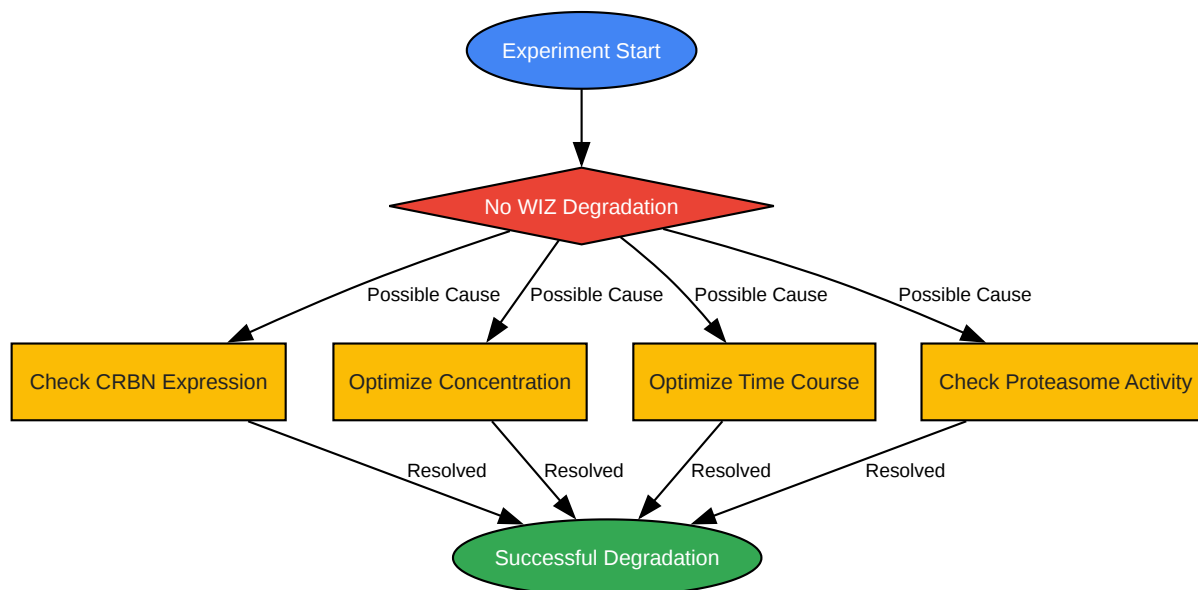 Experiment Start
No WIZ Degradation
Possible Cause
Possible Cause
Possible Cause
Possible Cause
Check CRBN Expression
Optimize Concentration
Optimize Time Course
Check Proteasome Activity
Resolved
Resolved
Resolved
Resolved
Successful Degradation